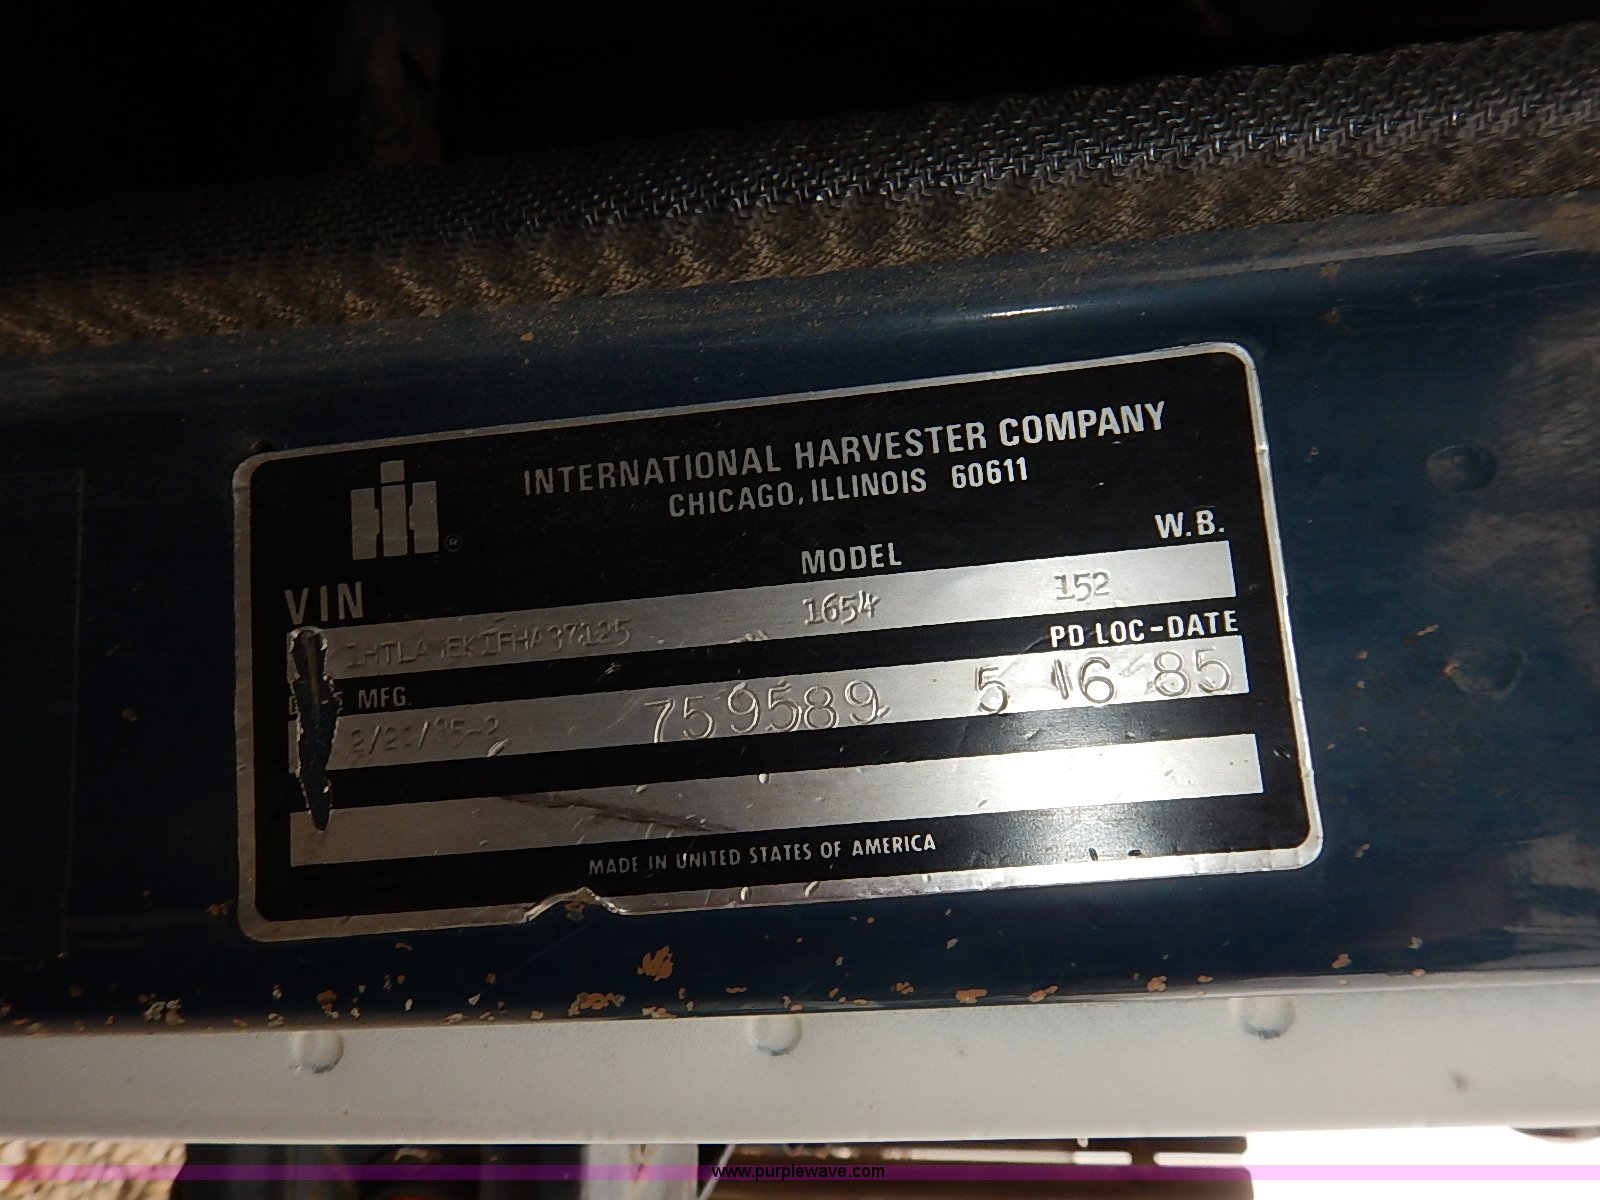 INTERNATIONAL HARVESTER COMPANY
CHICAGO, ILLINOIS 60611
®
VIN MODEL W.B.
1654 152
MFG. PD LOC-DATE
759589 5 16 85
MADE IN UNITED STATES OF AMERICA
www.purplewave.com